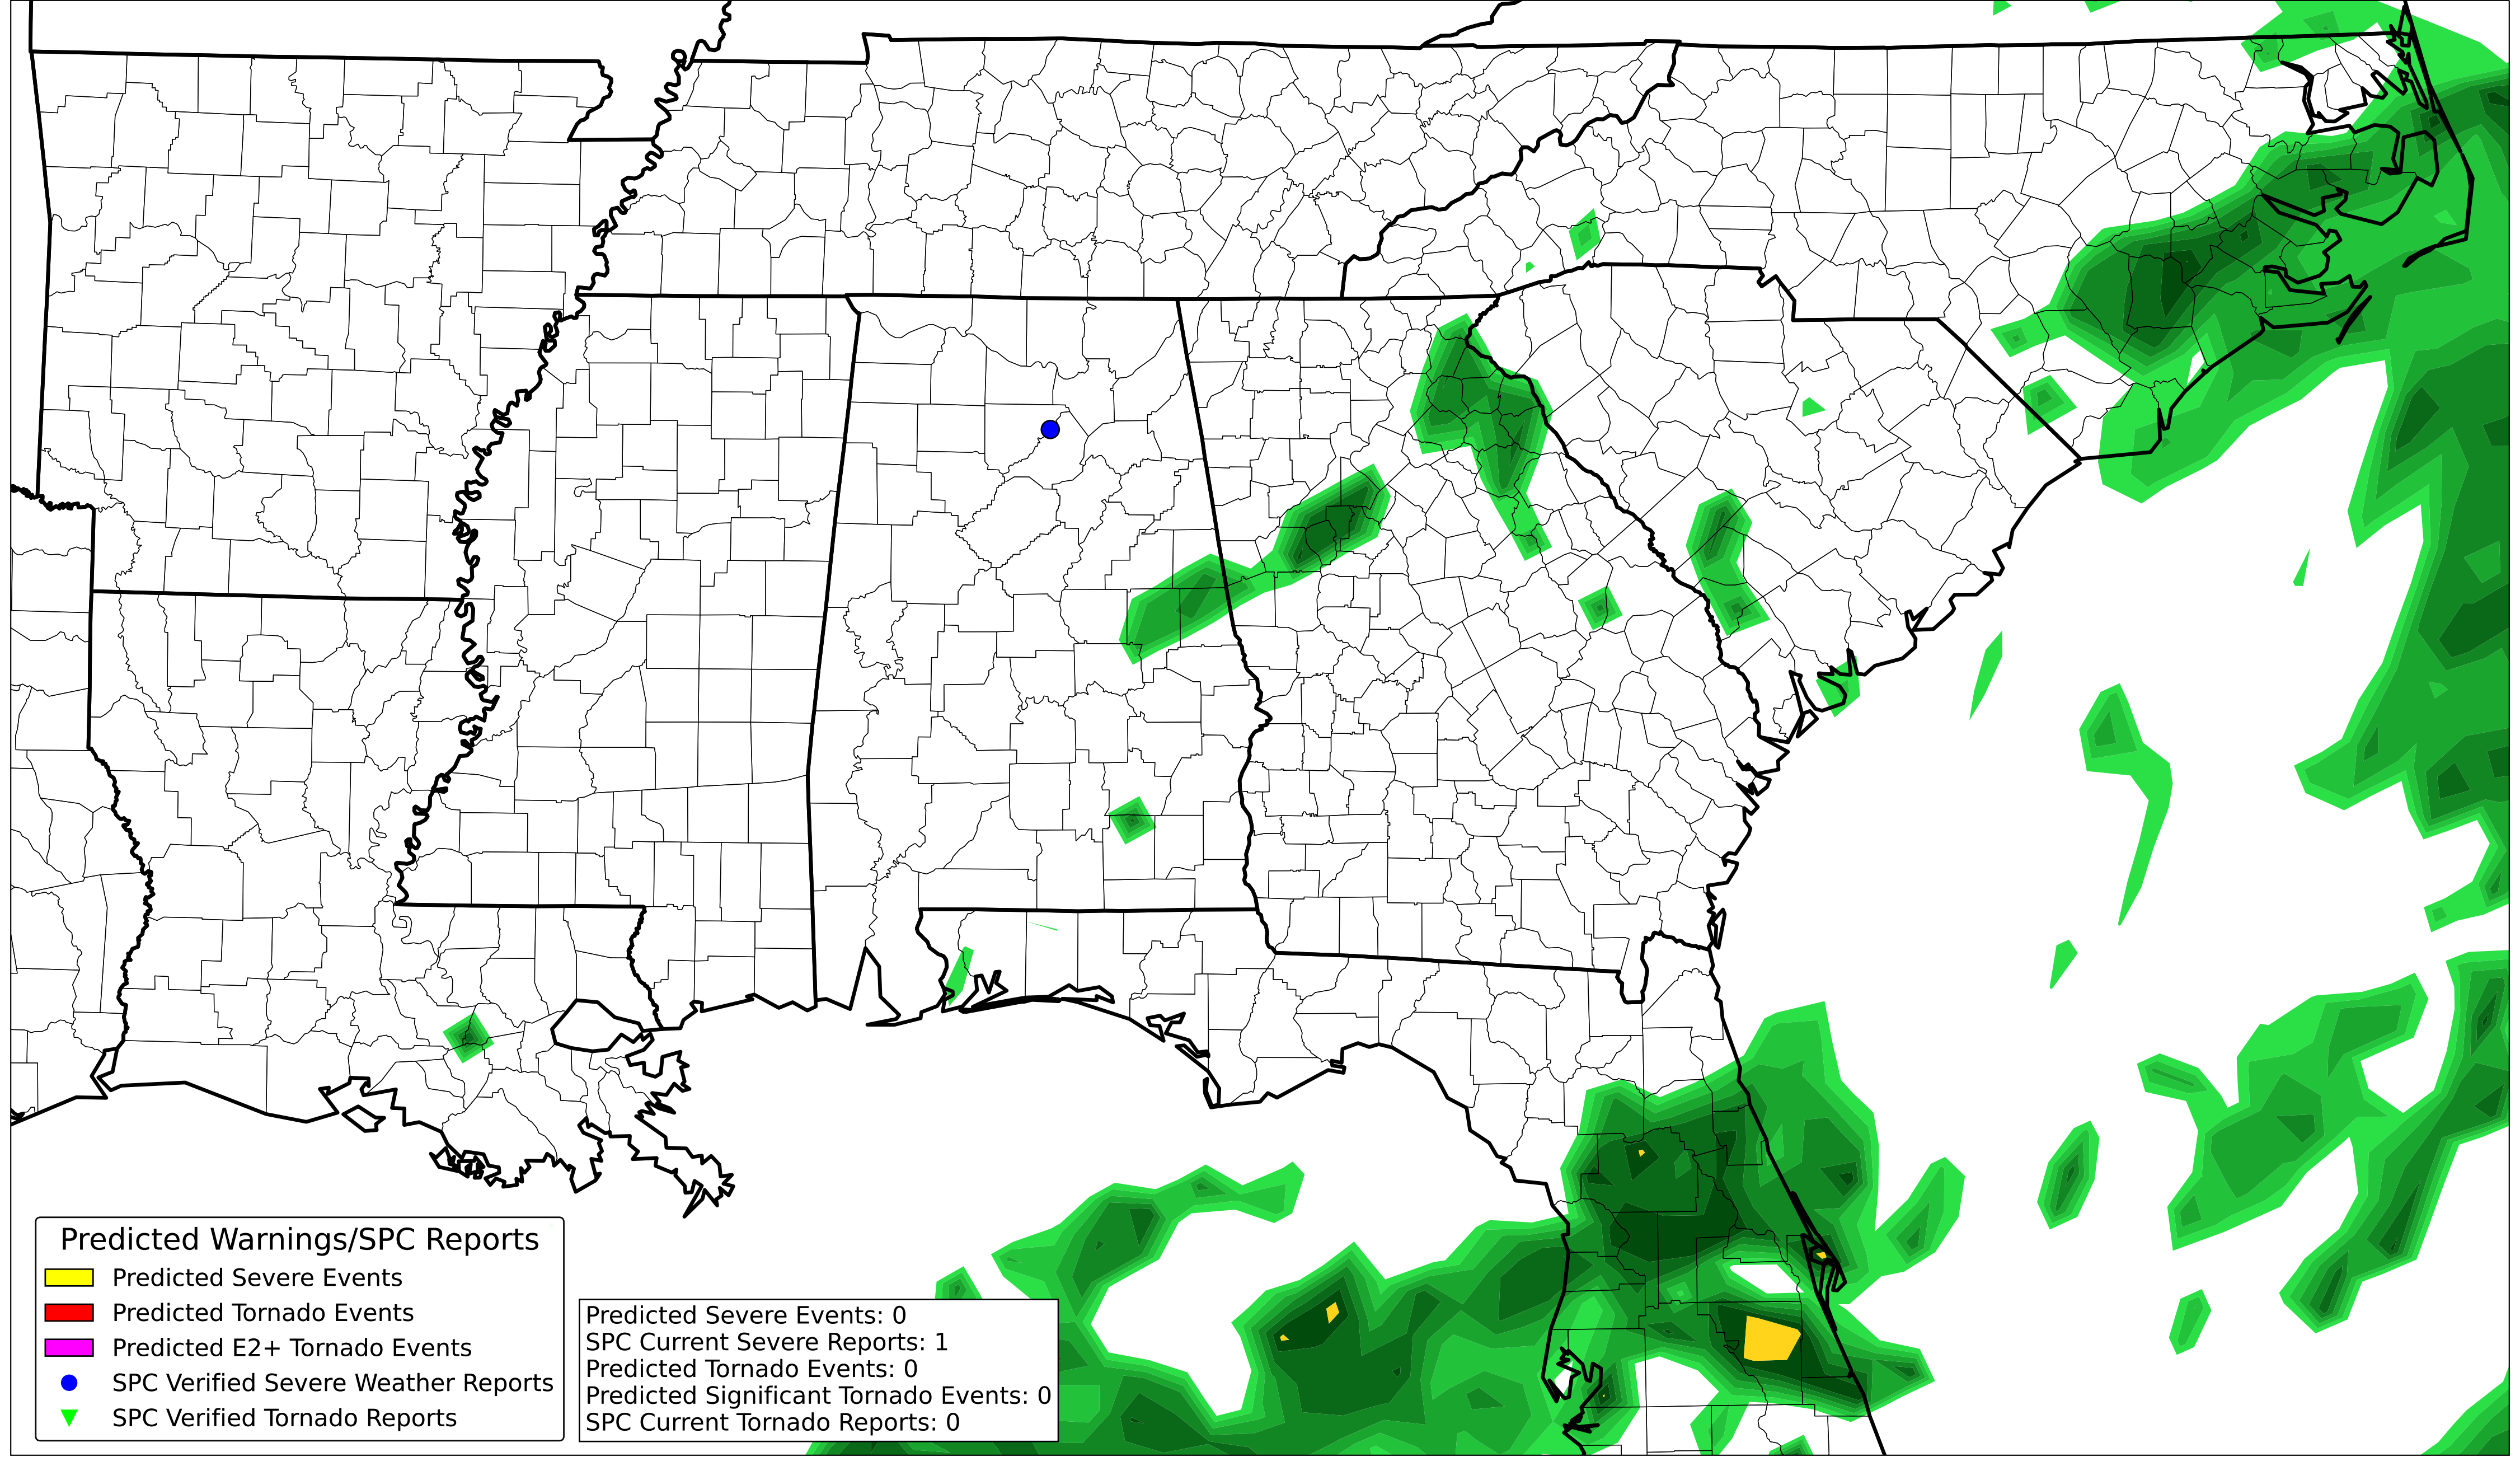 Predicted Warnings/SPC Reports
Predicted Severe Events
Predicted Tornado Events
Predicted E2+ Tornado Events
SPC Verified Severe Weather Reports
SPC Verified Tornado Reports
Predicted Severe Events: 0
SPC Current Severe Reports: 1
Predicted Tornado Events: 0
Predicted Significant Tornado Events: 0
SPC Current Tornado Reports: 0